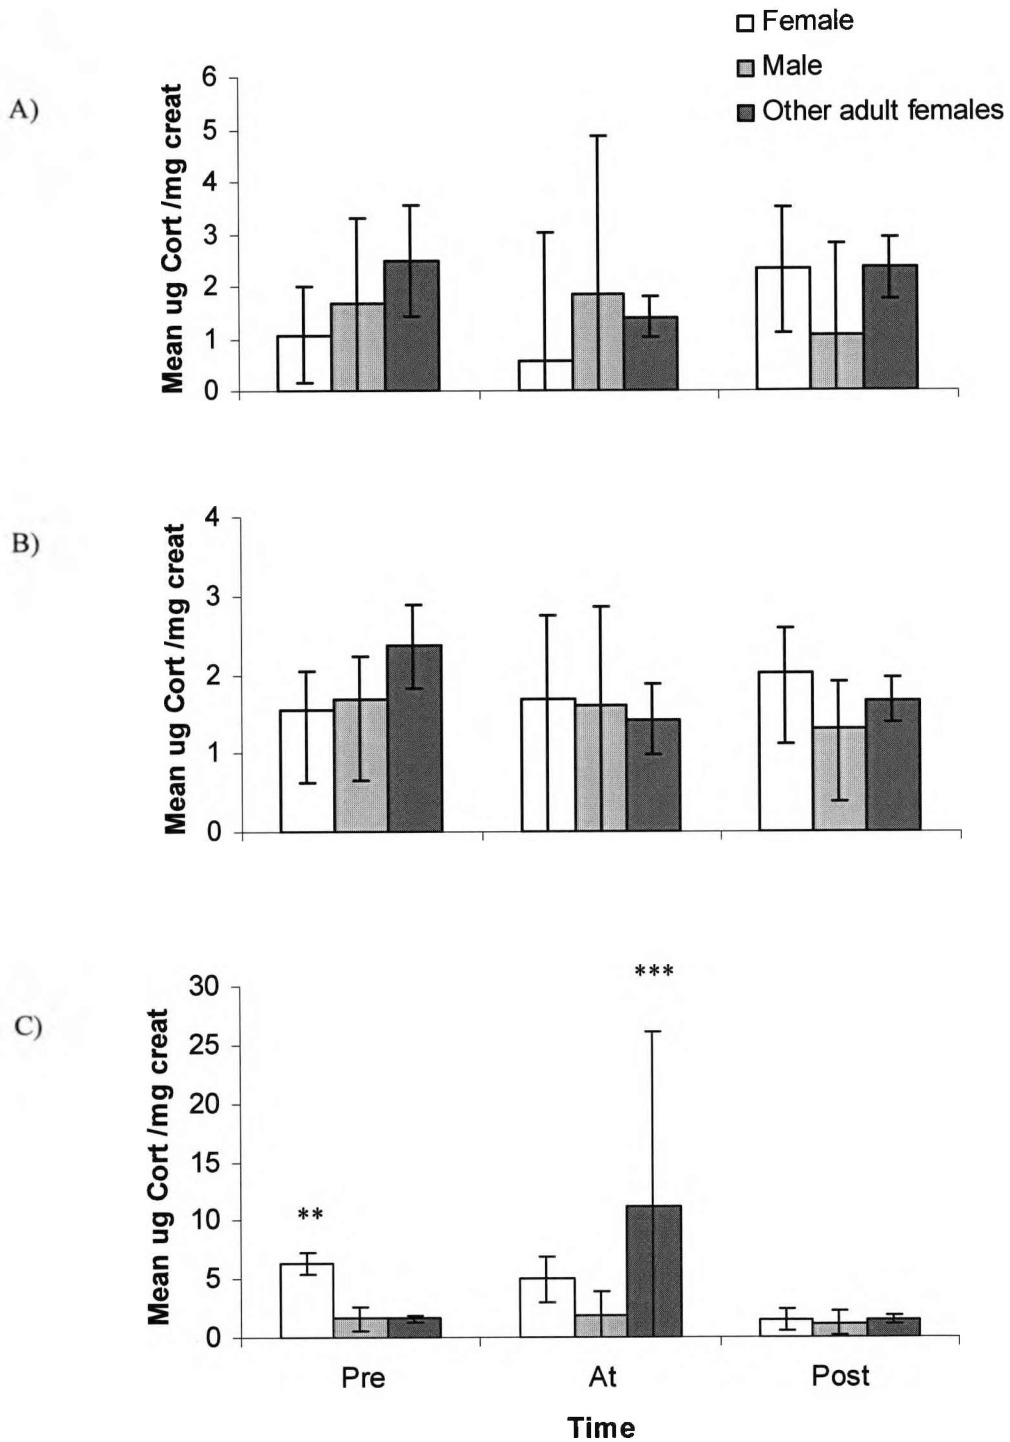 Female
Male
Other adult females
A)
Mean ug Cort /mg creat
6
5
4
3
2
1
0
B)
Mean ug Cort /mg creat
4
3
2
1
0
C)
Mean ug Cort /mg creat
30
25
20
15
10
5
0
**
***
Pre At Post
Time